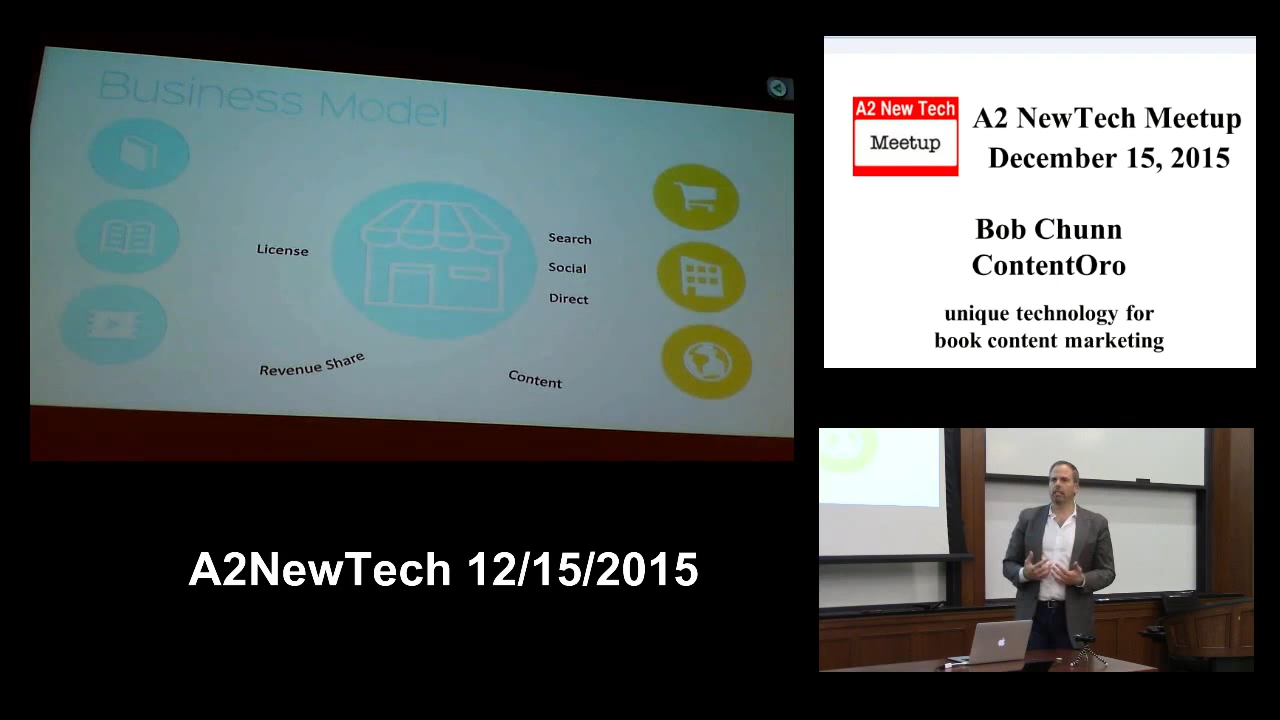 Business Model
License
Search
Social
Direct
Revenue Share
Content
A2 New Tech
Meetup
A2 NewTech Meetup
December 15, 2015
Bob Chunn
ContentOro
unique technology for
book content marketing
A2NewTech 12/15/2015